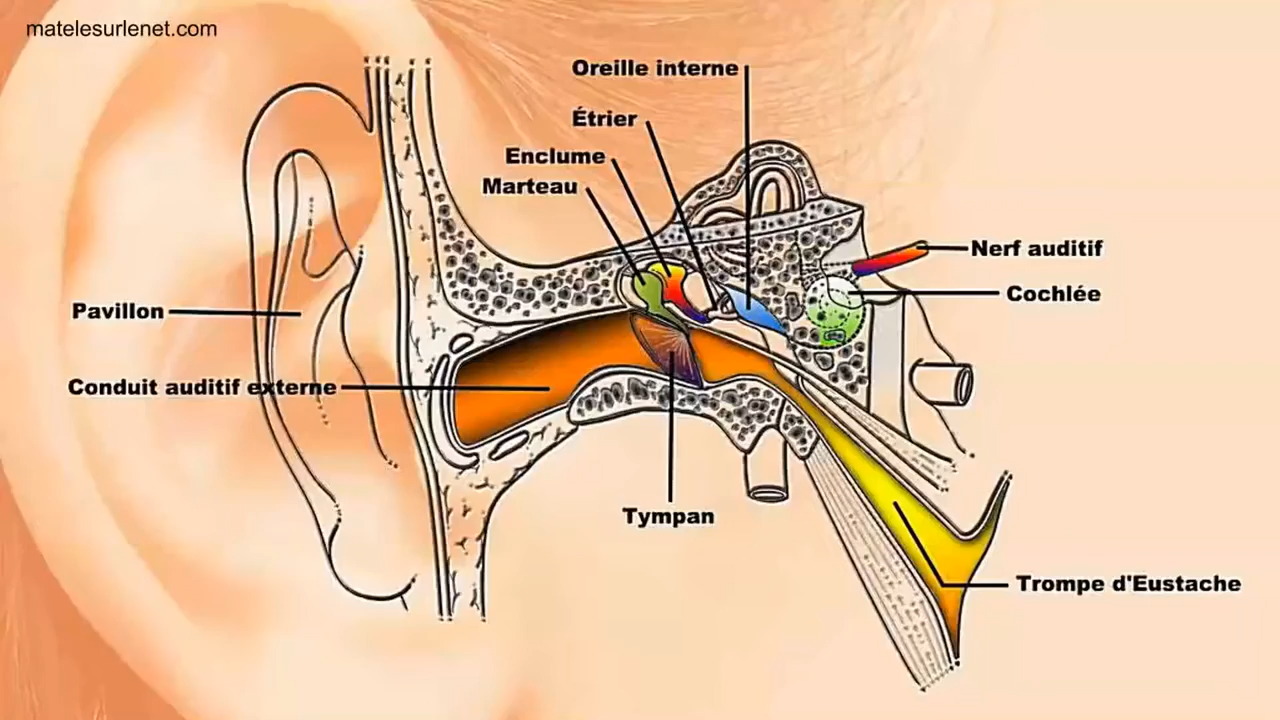 matelesurlenet.com
Oreille interne
Étrier
Enclume
Marteau
Nerf auditif
Cochlée
Pavillon
Conduit auditif externe
Tympan
Trompe d'Eustache